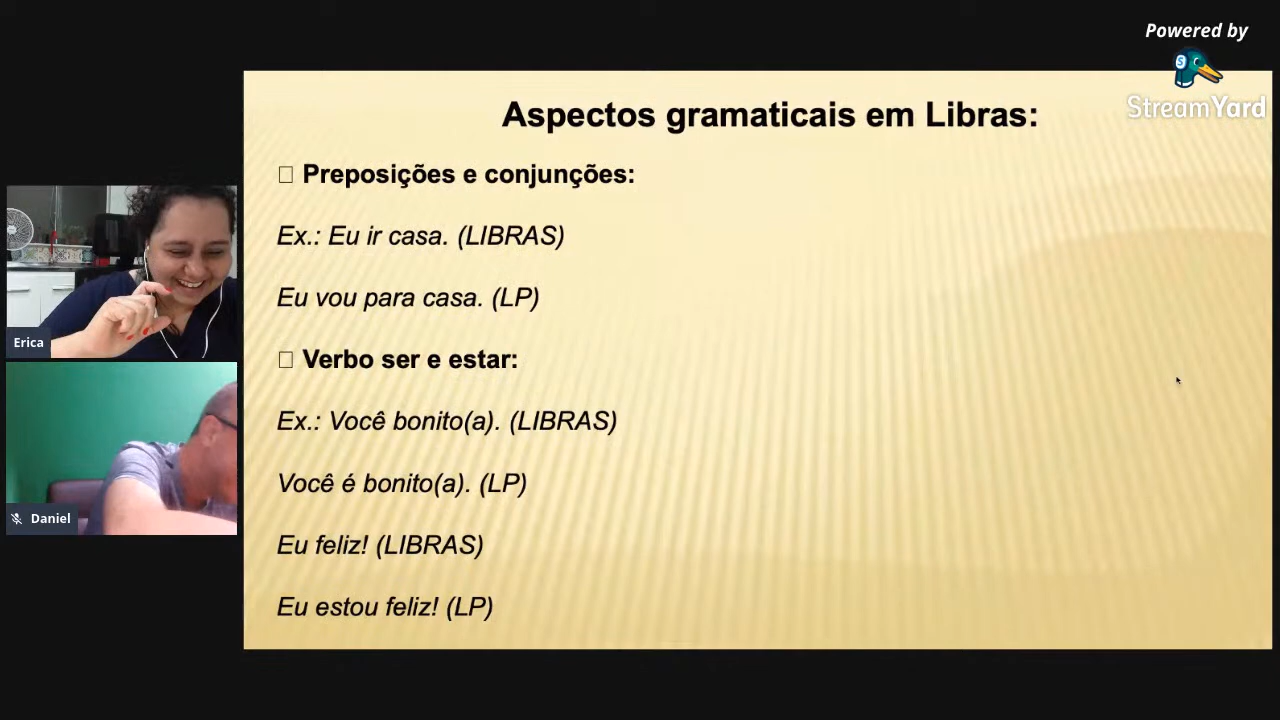 Powered by
StreamYard
Aspectos gramaticais em Libras:
Preposições e conjunções:
Ex.: Eu ir casa. (LIBRAS)
Eu vou para casa. (LP)
Verbo ser e estar:
Ex.: Você bonito(a). (LIBRAS)
Você é bonito(a). (LP)
Eu feliz! (LIBRAS)
Eu estou feliz! (LP)
Erica
Daniel